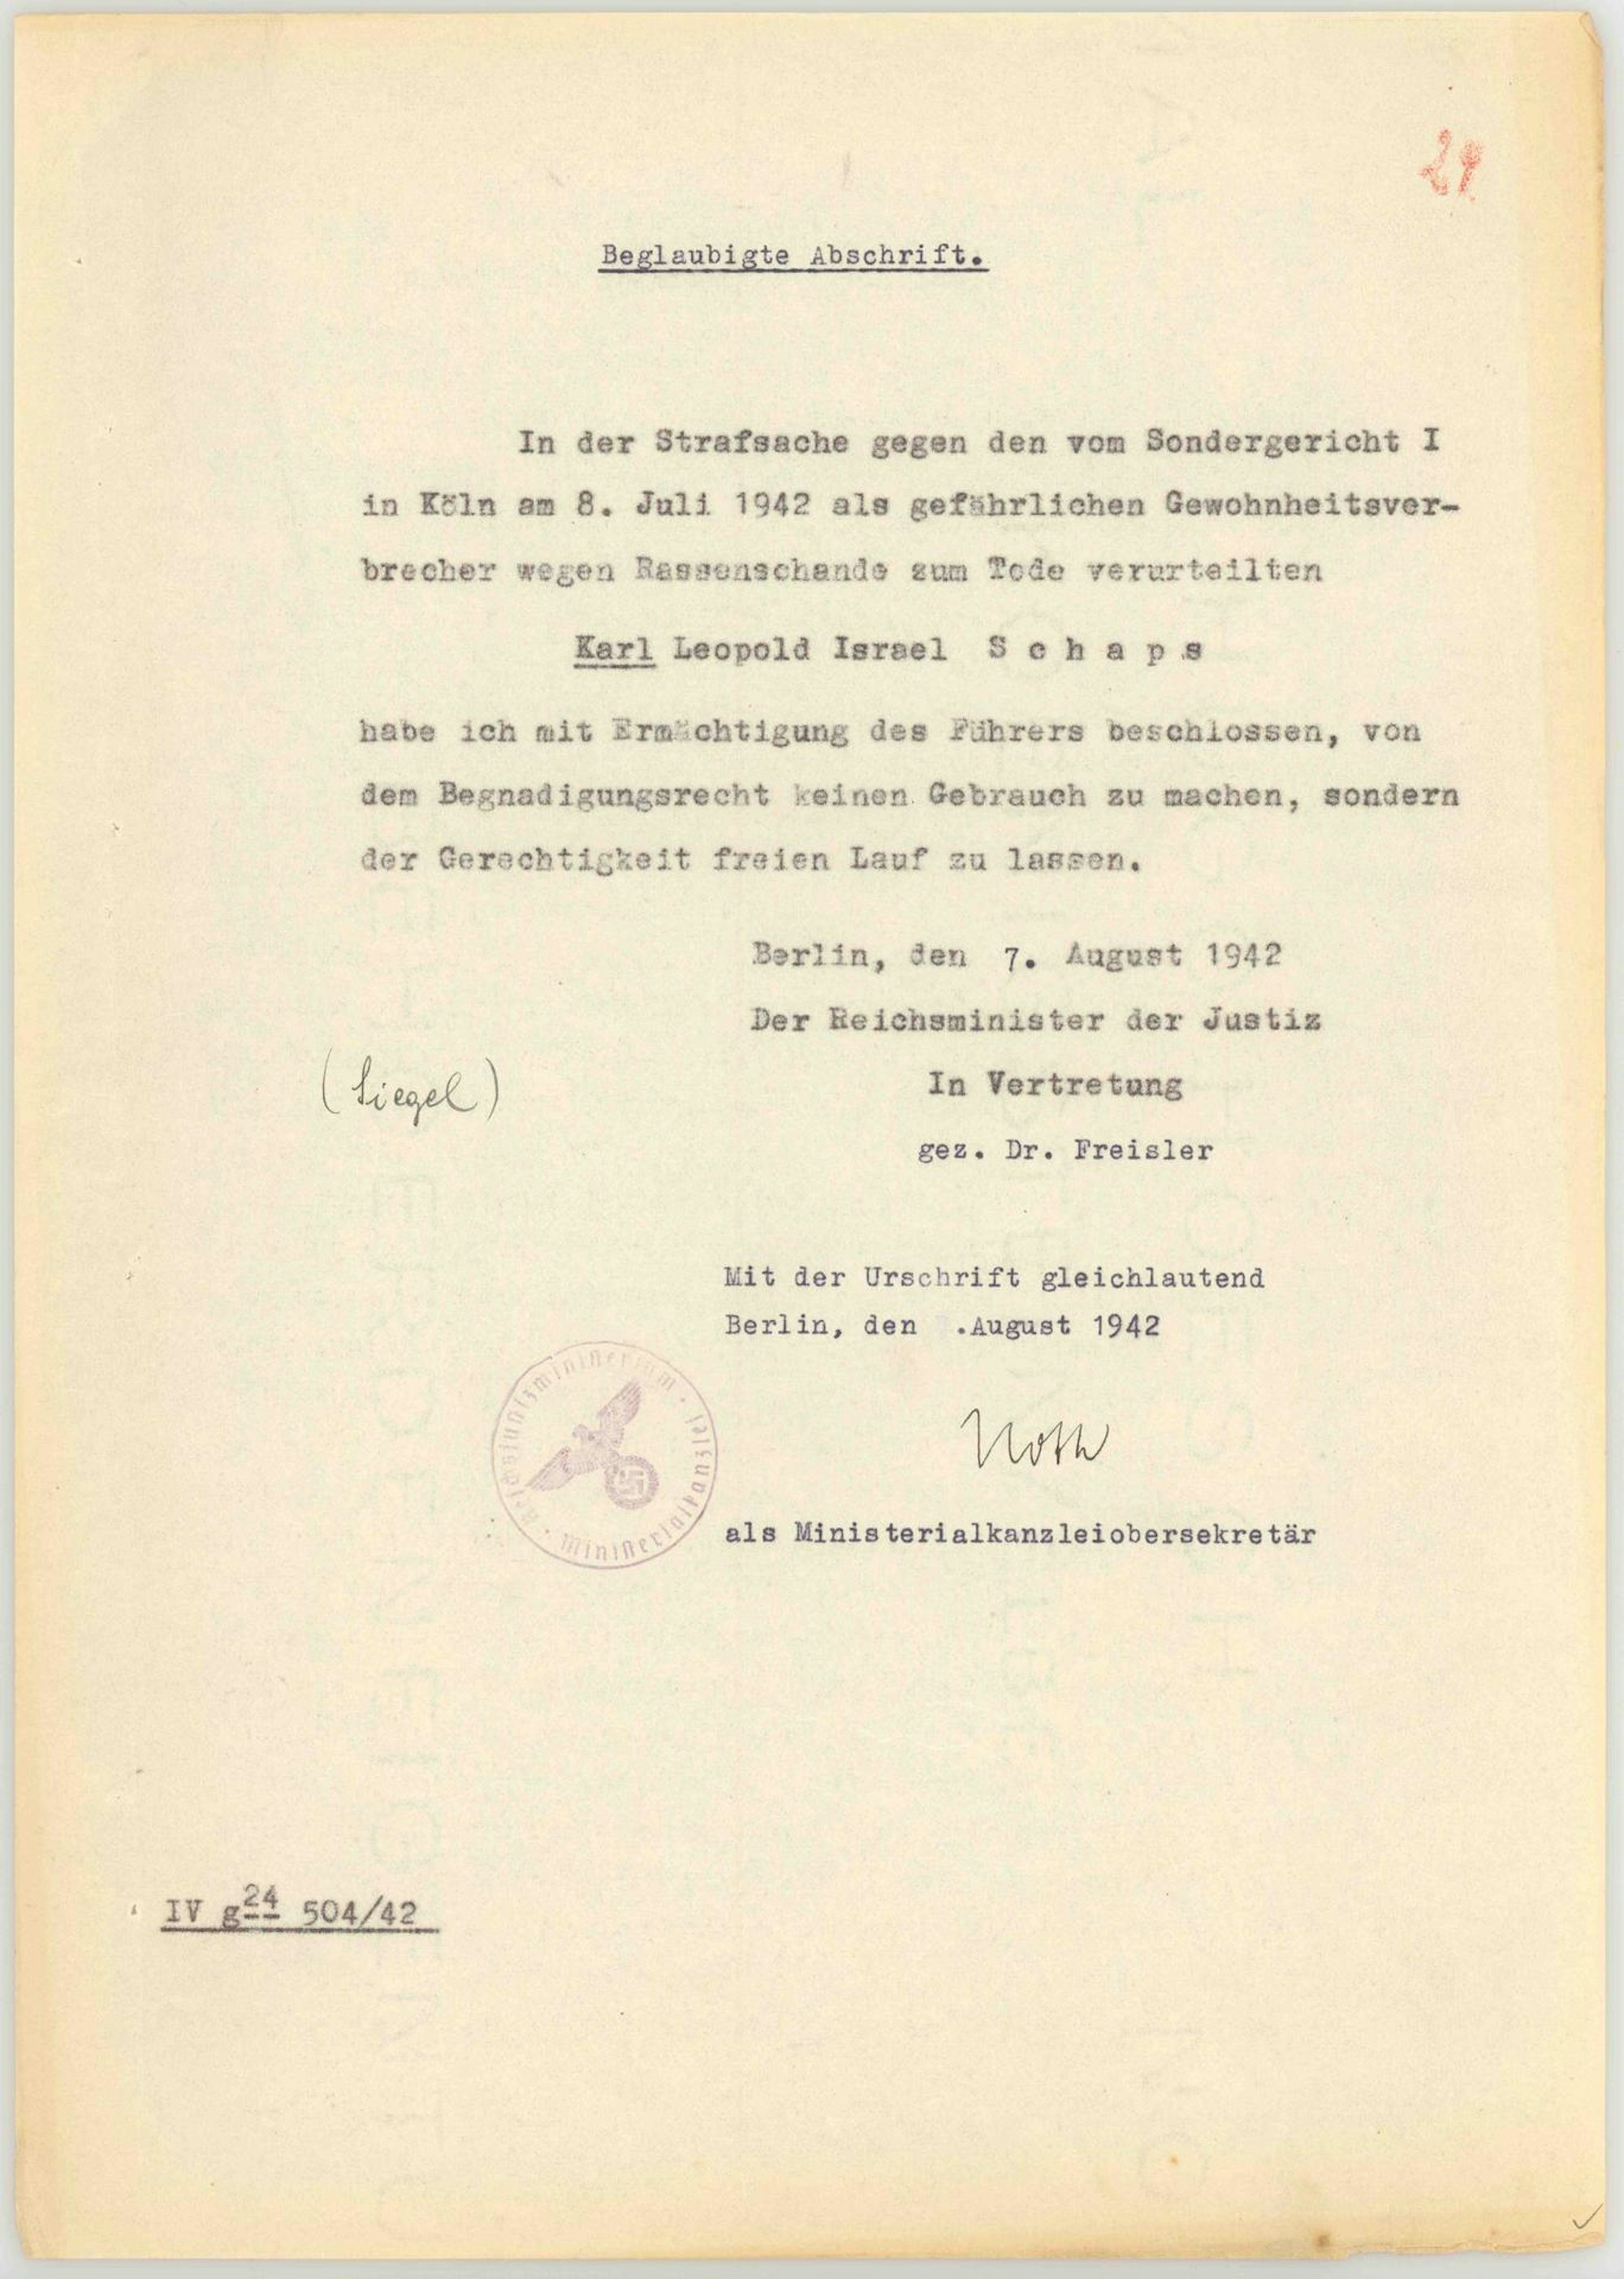 29
Beglaubigte Abschrift.
In der Strafsache gegen den vom Sondergericht I
in Köln am 8. Juli 1942 als gefährlichen Gewohnheitsver-
brecher wegen Rassenschande zum Tode verurteilten
Karl Leopold Israel S c h a p s
habe ich mit Ermächtigung des Führers beschlossen, von
dem Begnadigungsrecht keinen Gebrauch zu machen, sondern
der Gerechtigkeit freien Lauf zu lassen.
Berlin, den 7. August 1942
Der Reichsminister der Justiz
(Siegel)
In Vertretung
gez. Dr. Freisler
Mit der Urschrift gleichlautend
Berlin, den .August 1942
Reichsjustizministerium · Ministerialkanzlei ·
Noth
als Ministerialkanzleiobersekretär
IV g24 504/42